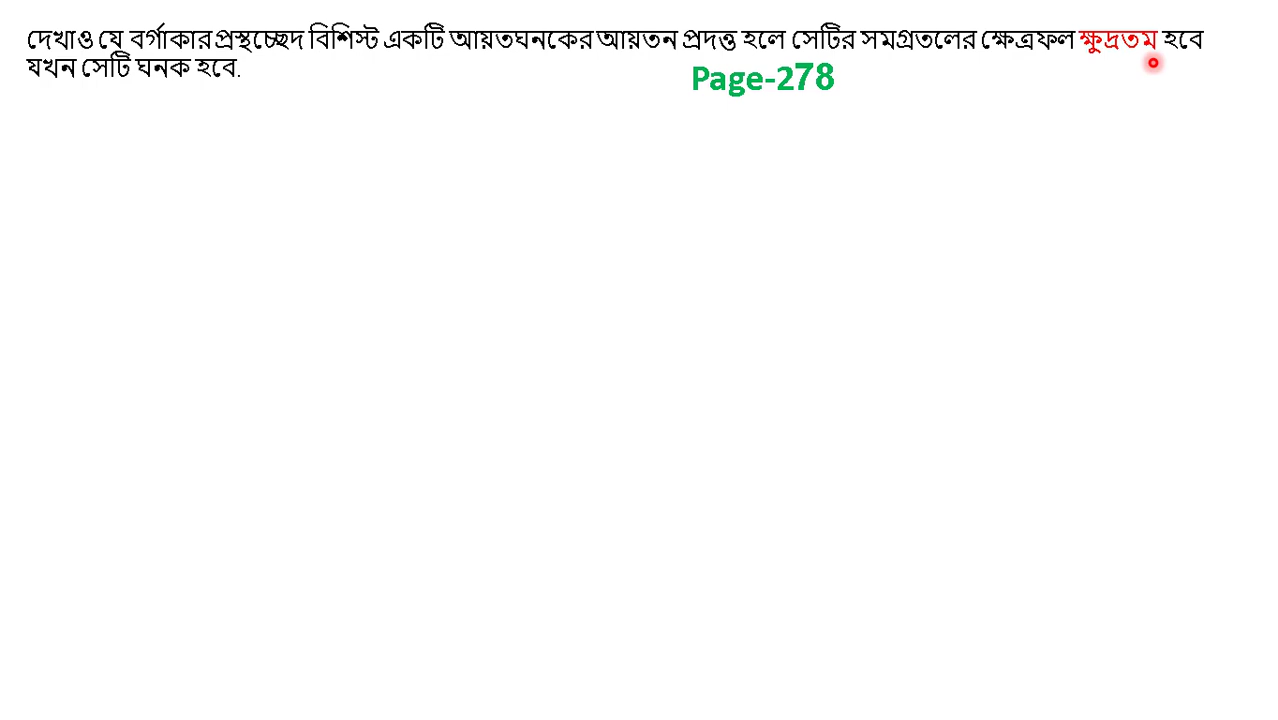 দেখাও যে বর্গাকার প্রস্থচ্ছেদ বিশিস্ট একটি আয়তঘনকের আয়তন প্রদত্ত হলে সেটির সমগ্রতলের ক্ষেত্রফল ক্ষুদ্রতম হবে
যখন সেটি ঘনক হবে.
Page-278